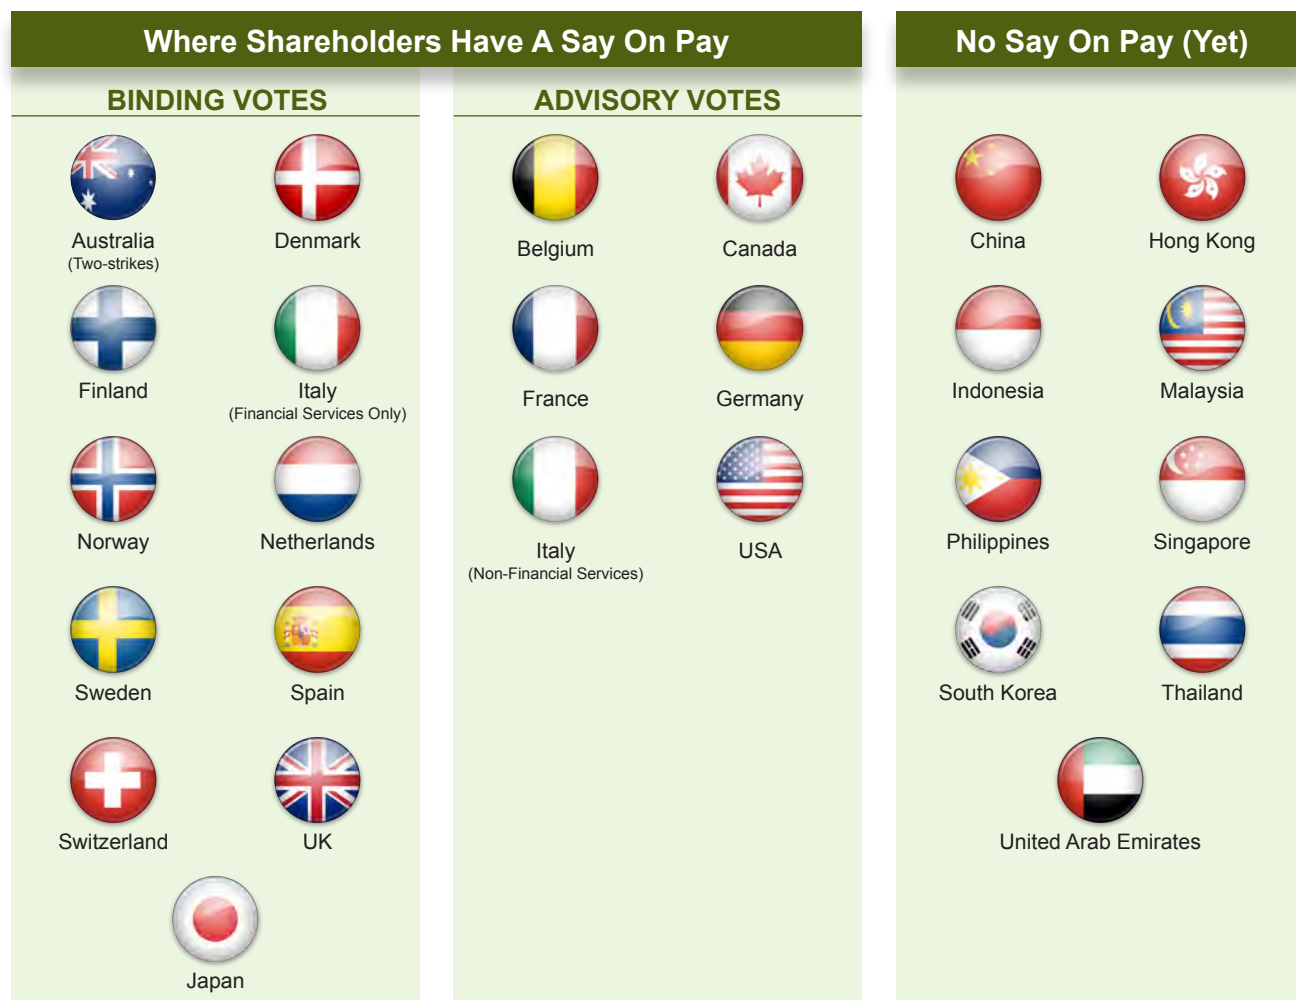 Where Shareholders Have A Say On Pay
BINDING VOTES
Australia
(Two-strikes)
Denmark
Finland
Italy
(Financial Services Only)
Norway
Netherlands
Sweden
Spain
Switzerland
UK
Japan
ADVISORY VOTES
Belgium
Canada
France
Germany
Italy
(Non-Financial Services)
USA
No Say On Pay (Yet)
China
Hong Kong
Indonesia
Malaysia
Philippines
Singapore
South Korea
Thailand
United Arab Emirates